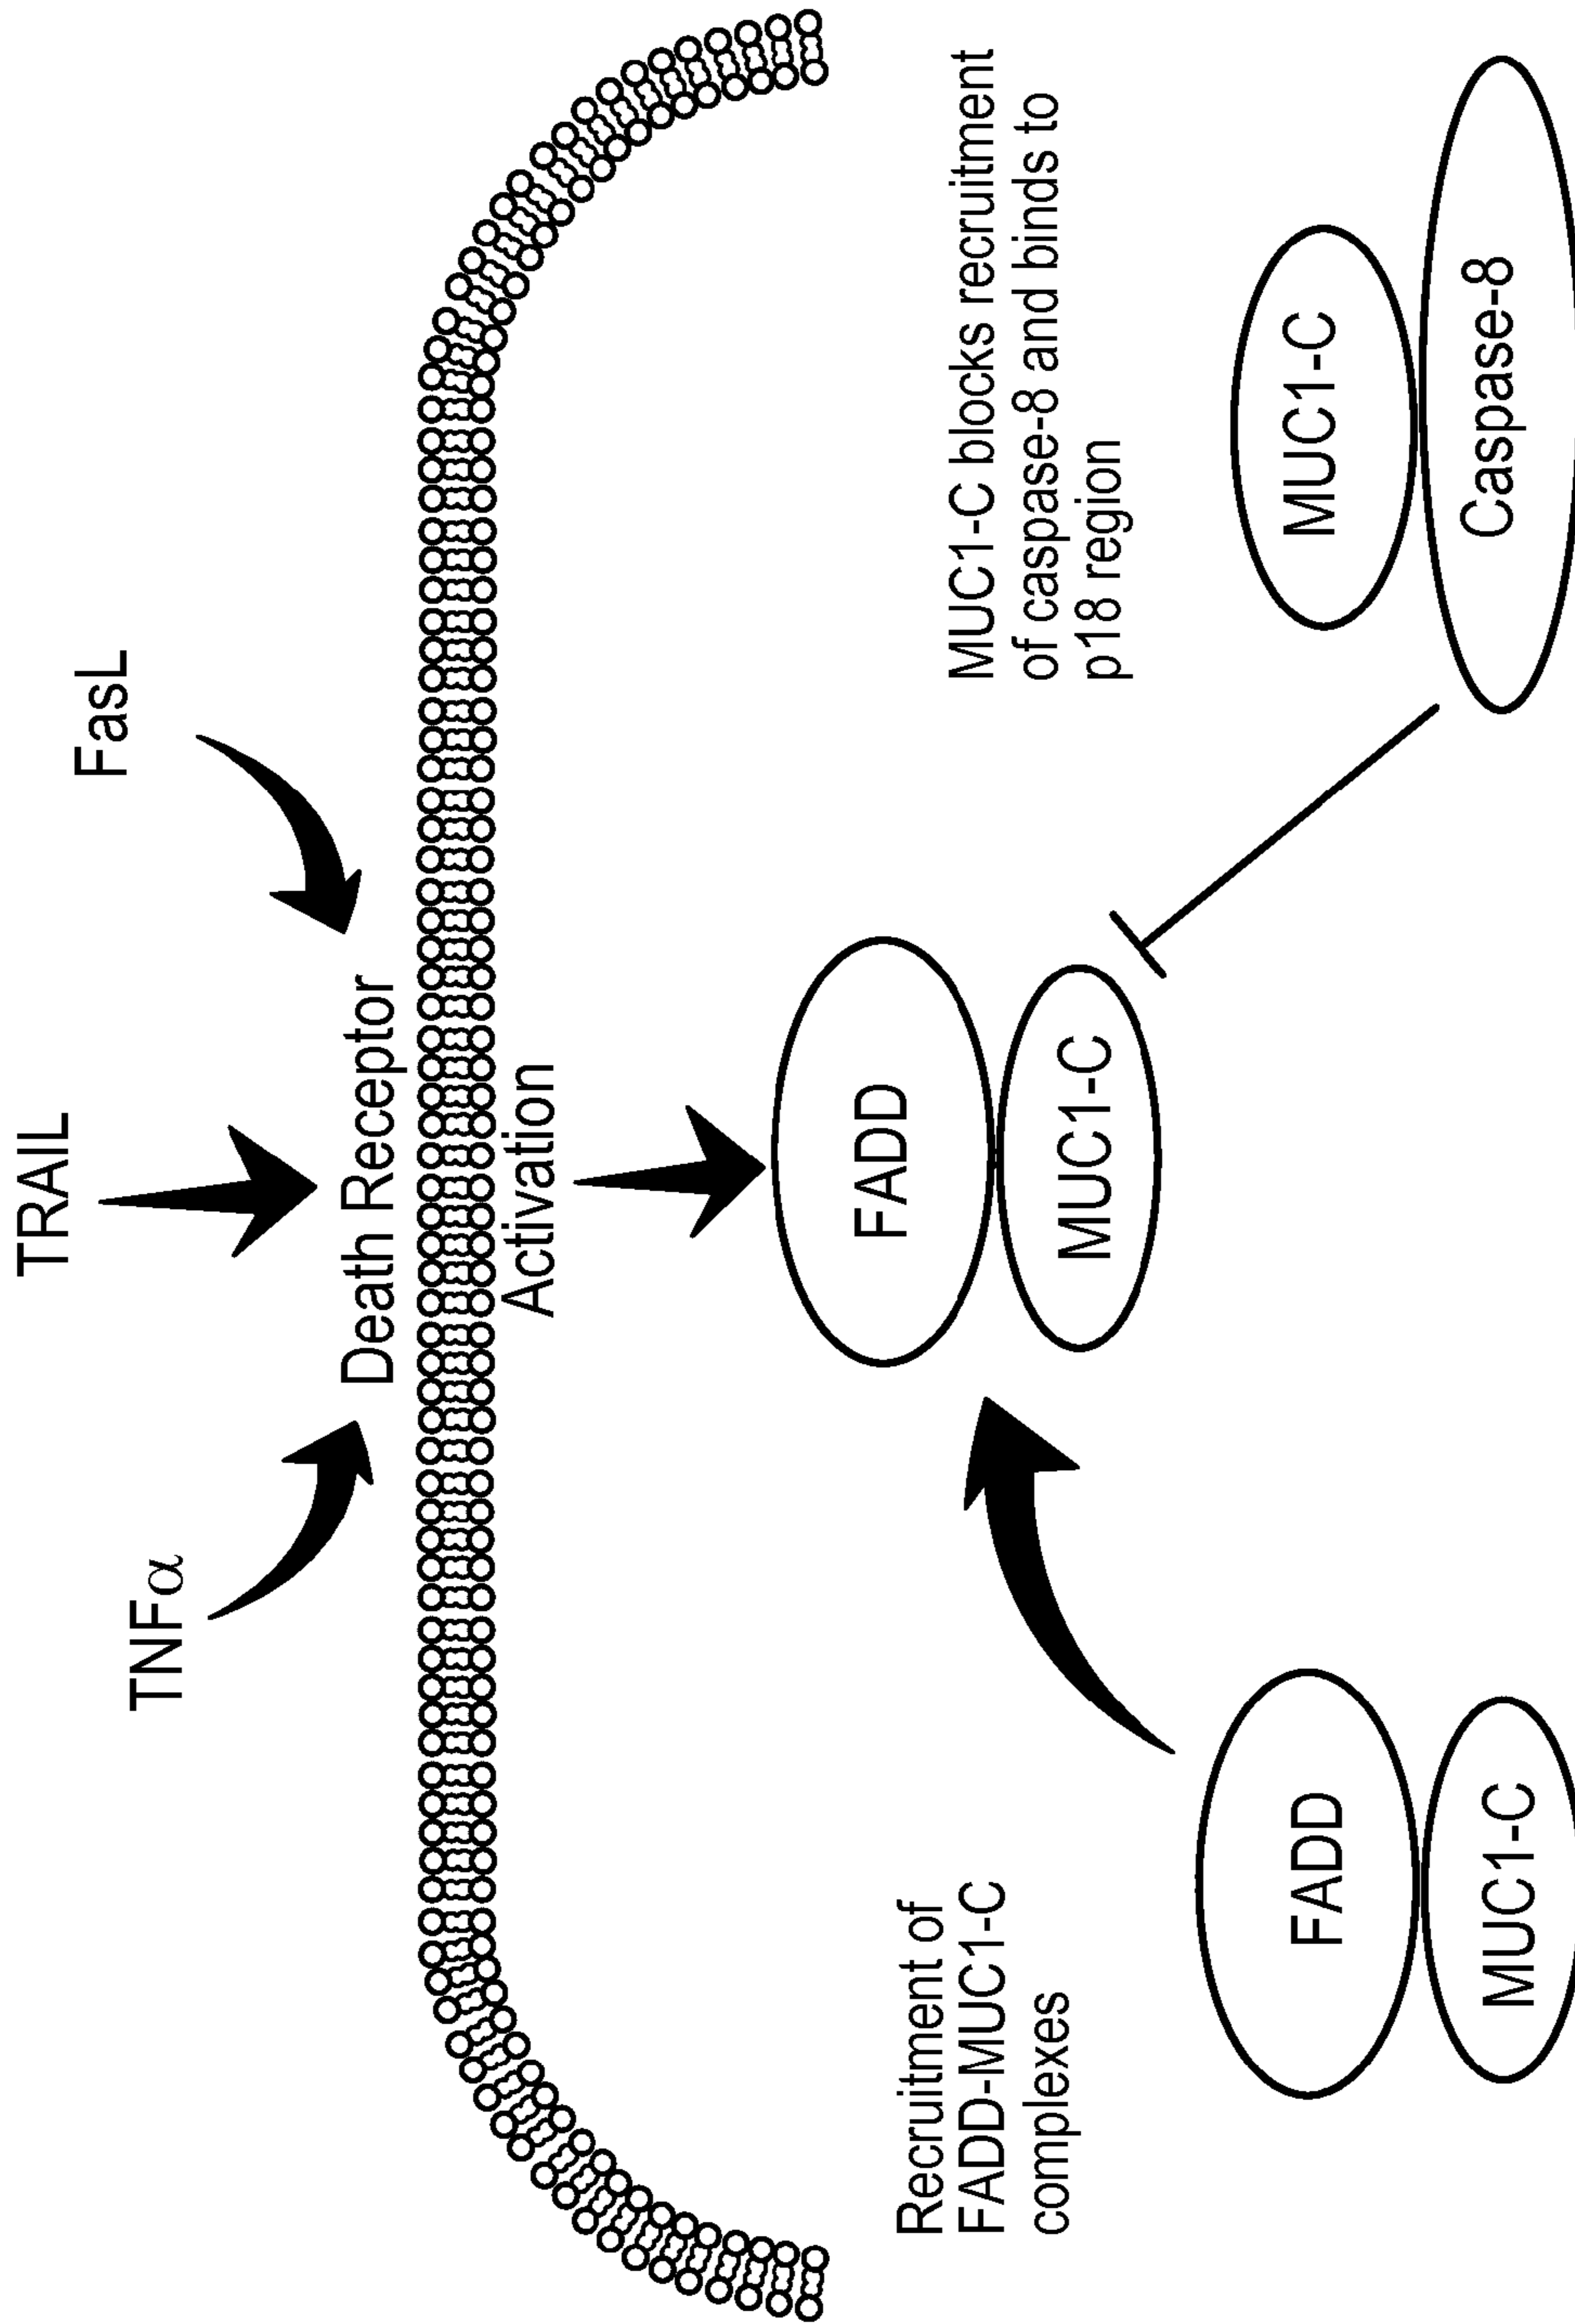 TRAIL
TNFα
FasL
Death Receptor
Activation
FADD
MUC1-C
Recruitment of
FADD-MUC1-C
complexes
FADD
MUC1-C
MUC1-C blocks recruitment
of caspase-8 and binds to
p18 region
MUC1-C
Caspase-8